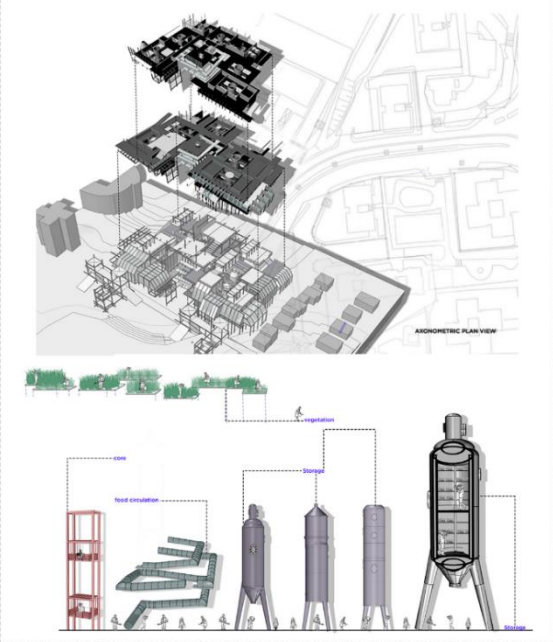 AXONOMETRIC PLAN VIEW
vegetation
core
Storage
food circulation
Storage